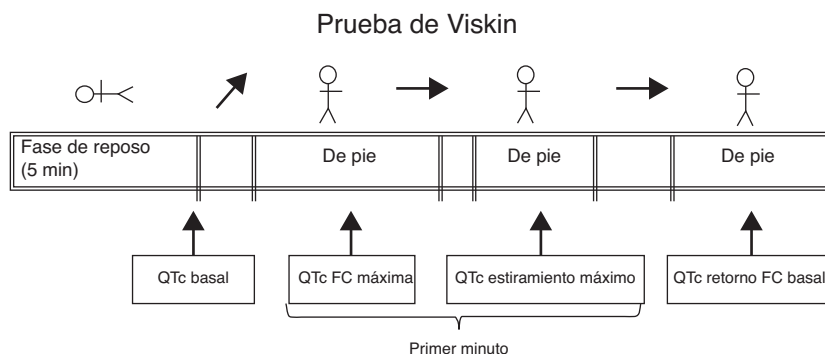 Prueba de Viskin
Fase de reposo
(5 min)
De pie
De pie
De pie
QTc basal
QTc FC máxima
QTc estiramiento máximo
QTc retorno FC basal
Primer minuto